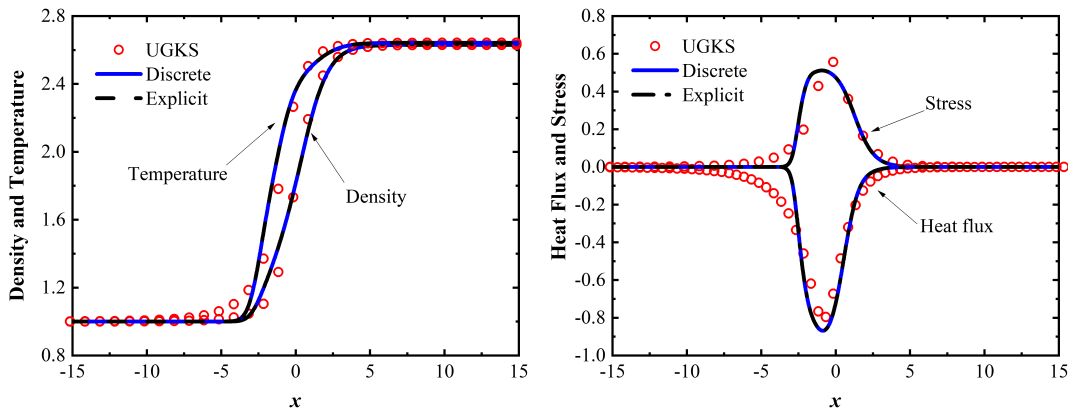 2.8
2.4
2.0
1.6
1.2
0.8
Density and Temperature
UGKS
Discrete
Explicit
Temperature
Density
-15 -10 -5 0 5 10 15
x
1.0
0.8
0.6
0.4
0.2
0.0
-0.2
-0.4
-0.6
-0.8
-1.0
Heat Flux and Stress
UGKS
Discrete
Explicit
Stress
Heat flux
-15 -10 -5 0 5 10 15
x